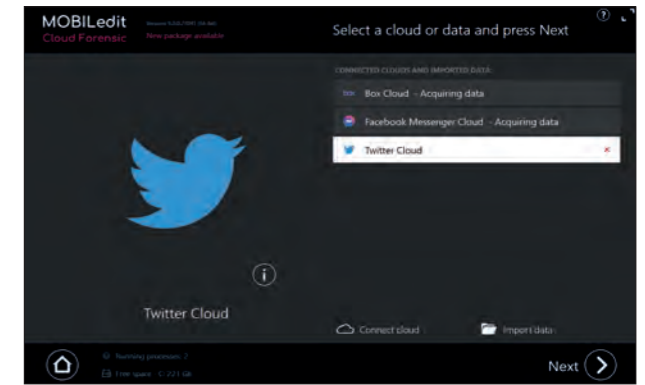 MOBILedit
Cloud Forensic
New package available
Select a cloud or data and press Next
?
CONNECTED CLOUDS AND IMPORTED DATA:
box Box Cloud - Acquiring data
Facebook Messenger Cloud - Acquiring data
Twitter Cloud
i
Twitter Cloud
Connect cloud
Import data
Running processes: 2
Free space C: 221 GB
Next